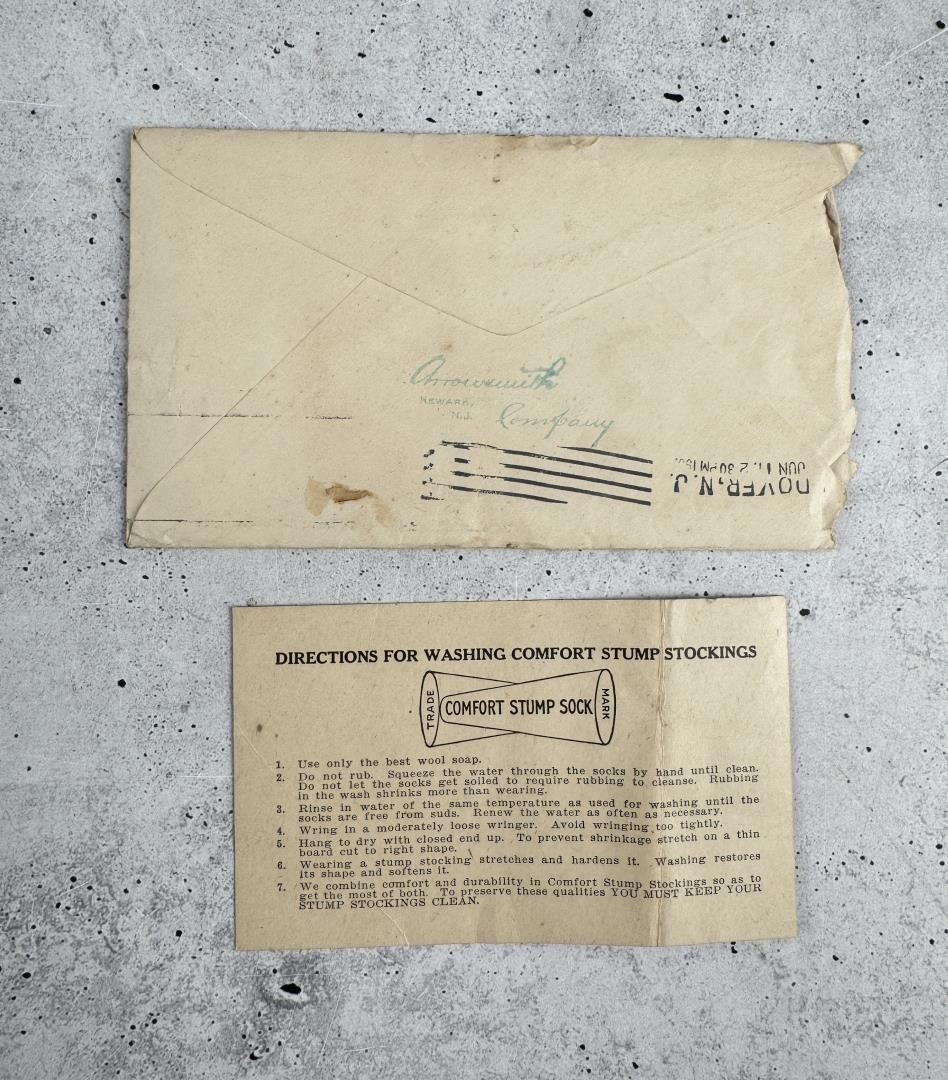 Arrowsmith
NEWARK,
N.J.
Company
DOVER, N.J.
JUN 11. 2 30 PM
DIRECTIONS FOR WASHING COMFORT STUMP STOCKINGS
TRADE
COMFORT STUMP SOCK
MARK
1. Use only the best wool soap.
2. Do not rub. Squeeze the water through the socks by hand until clean.
Do not let the socks get soiled to require rubbing to cleanse. Rubbing
in the wash shrinks more than wearing.
3. Rinse in water of the same temperature as used for washing until the
socks are free from suds. Renew the water as often as necessary.
4. Wring in a moderately loose wringer. Avoid wringing too tightly.
5. Hang to dry with closed end up. To prevent shrinkage stretch on a thin
board cut to right shape.
6. Wearing a stump stocking stretches and hardens it. Washing restores
its shape and softens it.
7. We combine comfort and durability in Comfort Stump Stockings so as to
get the most of both. To preserve these qualities YOU MUST KEEP YOUR
STUMP STOCKINGS CLEAN.